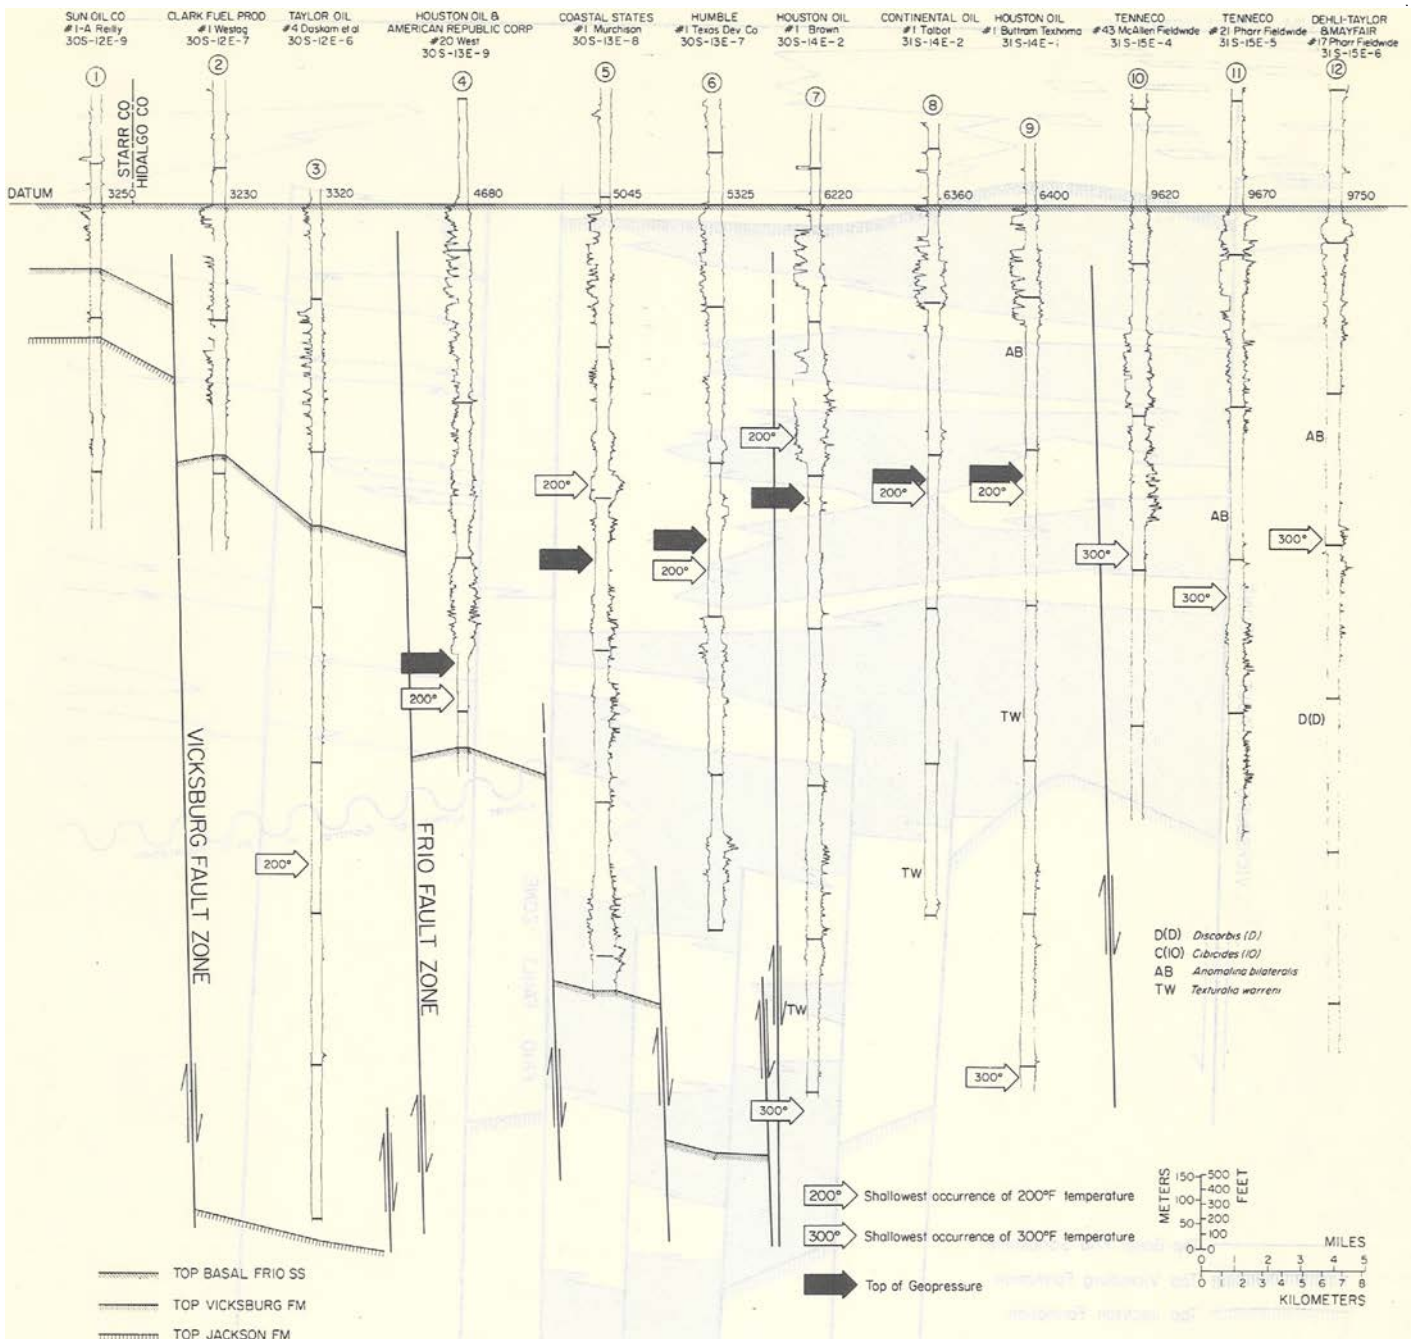 SUN OIL CO
#1-A Reilly
30S-12E-9
CLARK FUEL PROD
#1 Westag
30S-12E-7
TAYLOR OIL
#4 Daskam et al
30S-12E-6
HOUSTON OIL &
AMERICAN REPUBLIC CORP
#20 West
30S-13E-9
COASTAL STATES
#1 Murchison
30S-13E-8
HUMBLE
#1 Texas Dev Co
30S-13E-7
HOUSTON OIL
#1 Brown
30S-14E-2
CONTINENTAL OIL
#1 Talbot
31S-14E-2
HOUSTON OIL
#1 Buttram Texhoma
31S-14E-
TENNECO
#43 McAllen Fieldwide
31S-15E-4
TENNECO
#21 Pharr Fieldwide
31S-15E-5
DEHLI-TAYLOR
&MAYFAIR
#17 Pharr Fieldwide
31S-15E-6
1
2
3
4
5
6
7
8
9
10
11
12
STARR CO
HIDALGO CO
DATUM
3250
3230
3320
4680
5045
5325
6220
6360
6400
9620
9670
9750
AB
AB
AB
200°
200°
200°
200°
200°
200°
200°
300°
300°
300°
TW
D(D)
VICKSBURG FAULT ZONE
FRIO FAULT ZONE
TW
TW
300°
300°
D(D) Discorbis (D)
C(10) Cibicides (10)
AB Anomalina bilateralis
TW Texturalia warreni
200° Shallowest occurrence of 200°F temperature
300° Shallowest occurrence of 300°F temperature
Top of Geopressure
METERS
150
100
50
0
500
400
300
200
100
0
FEET
MILES
0 1 2 3 4 5
0 1 2 3 4 5 6 7 8
KILOMETERS
TOP BASAL FRIO SS
TOP VICKSBURG FM
TOP JACKSON FM